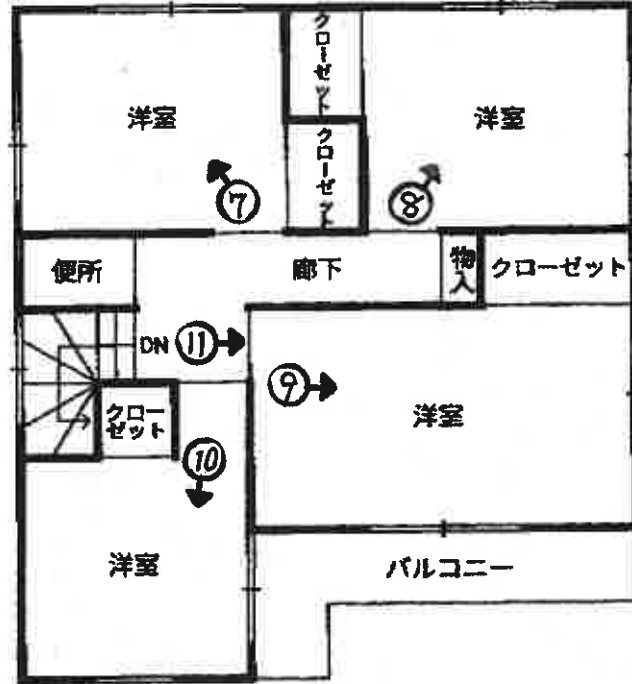 クローゼット
洋室
洋室
クローゼット
⑦
⑧
便所
廊下
物入
クローゼット
DN
⑪
⑨
クロー
ゼット
洋室
⑩
洋室
バルコニー